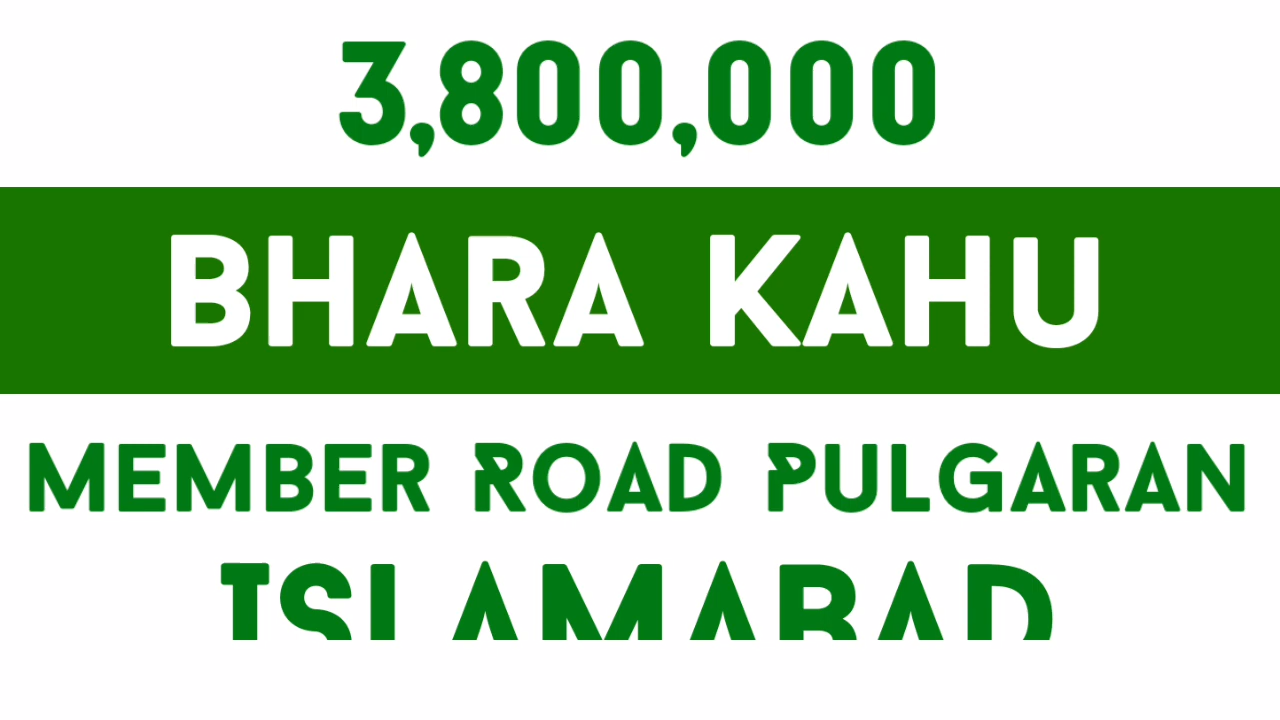 3,800,000
BHARA KAHU
MEMBER ROAD PULGARAN
ISLAMABAD